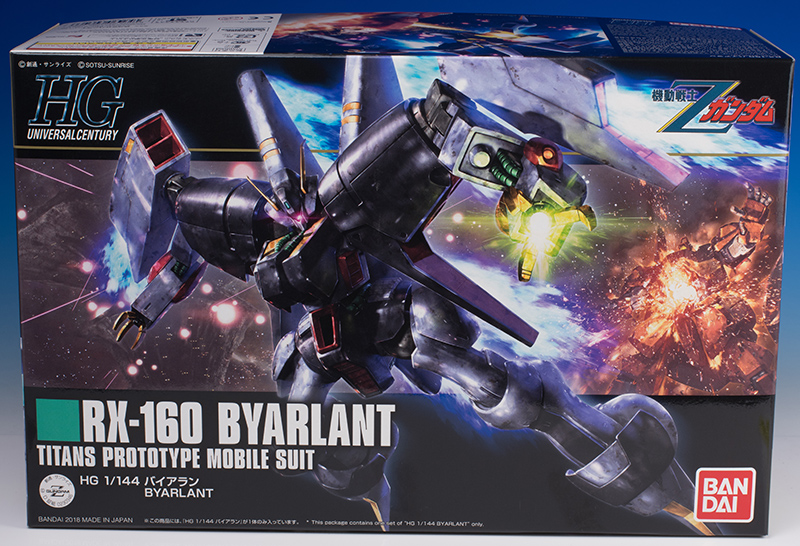 ©創通・サンライズ ©SOTSU-SUNRISE
HG
UNIVERSAL CENTURY
機動戦士
Zガンダム
RX-160 BYARLANT
TITANS PROTOTYPE MOBILE SUIT
HG 1/144 バイアラン
BYARLANT
Z GUNDAM
BANDAI 2018 MADE IN JAPAN
※この商品には、「HG 1/144 バイアラン」が1体のみ入っています。
* This package contains one set of "HG 1/144 BYARLANT" only.
BAN
DAI